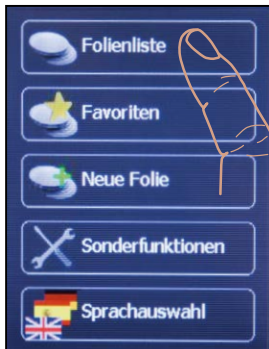 Folienliste
Favoriten
Neue Folie
Sonderfunktionen
Sprachauswahl